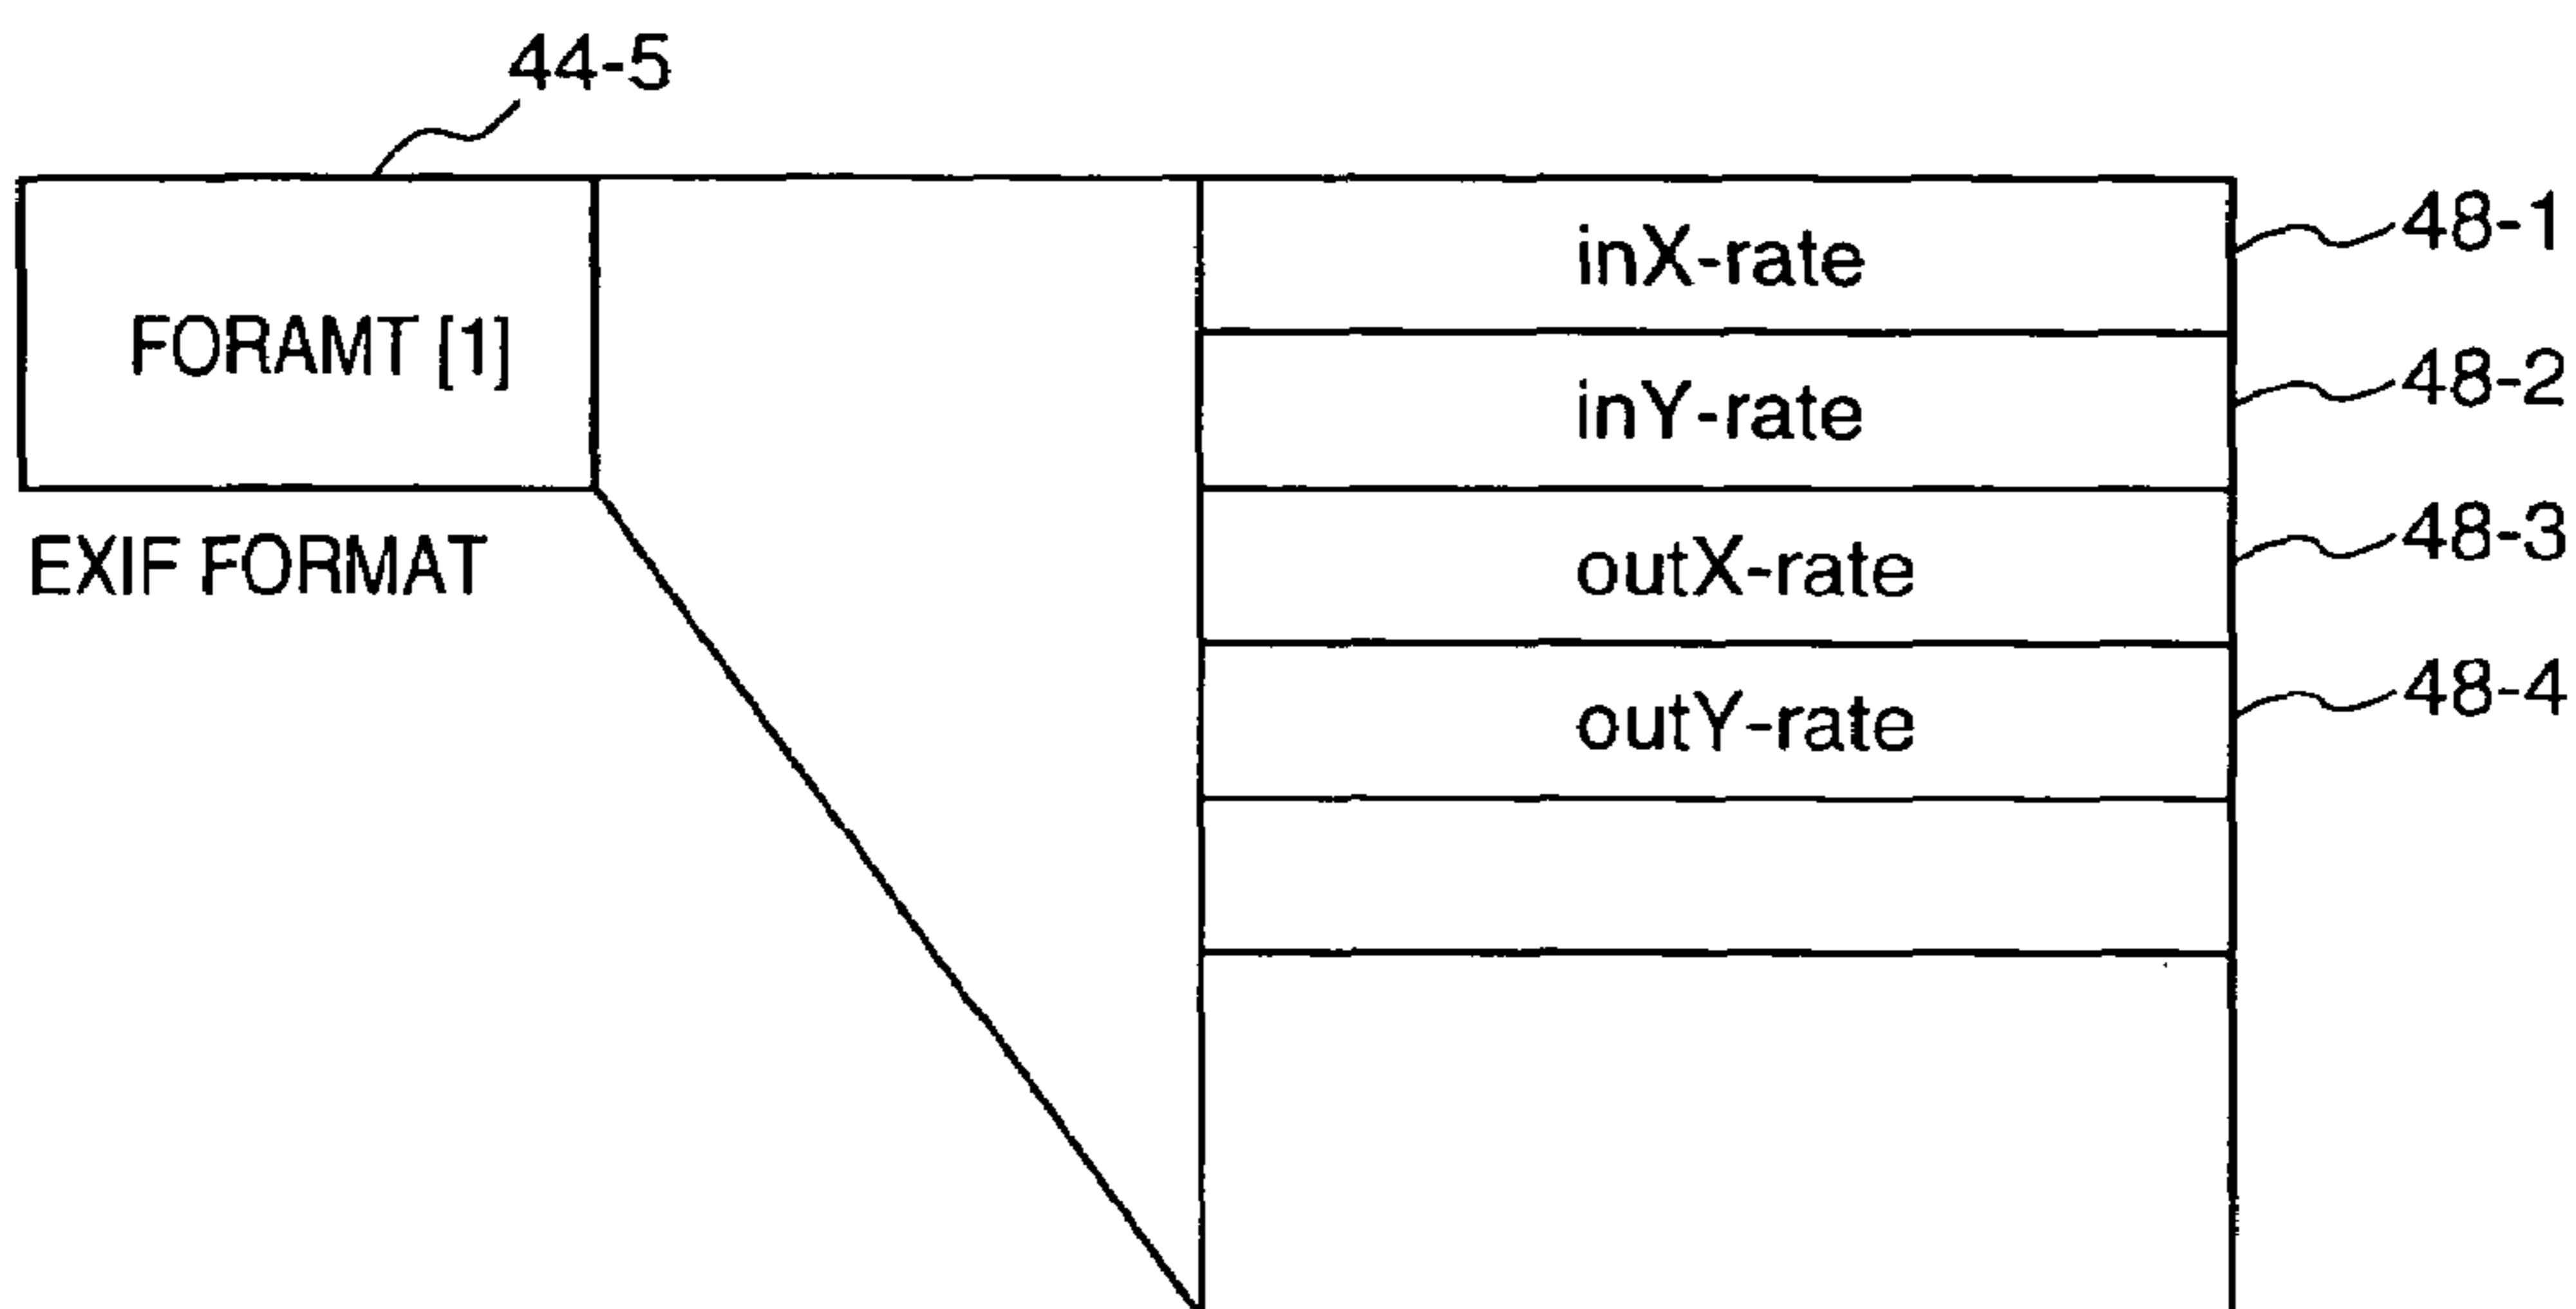 44-5
FORAMT [1]
EXIF FORMAT
inX-rate
48-1
inY-rate
48-2
outX-rate
48-3
outY-rate
48-4